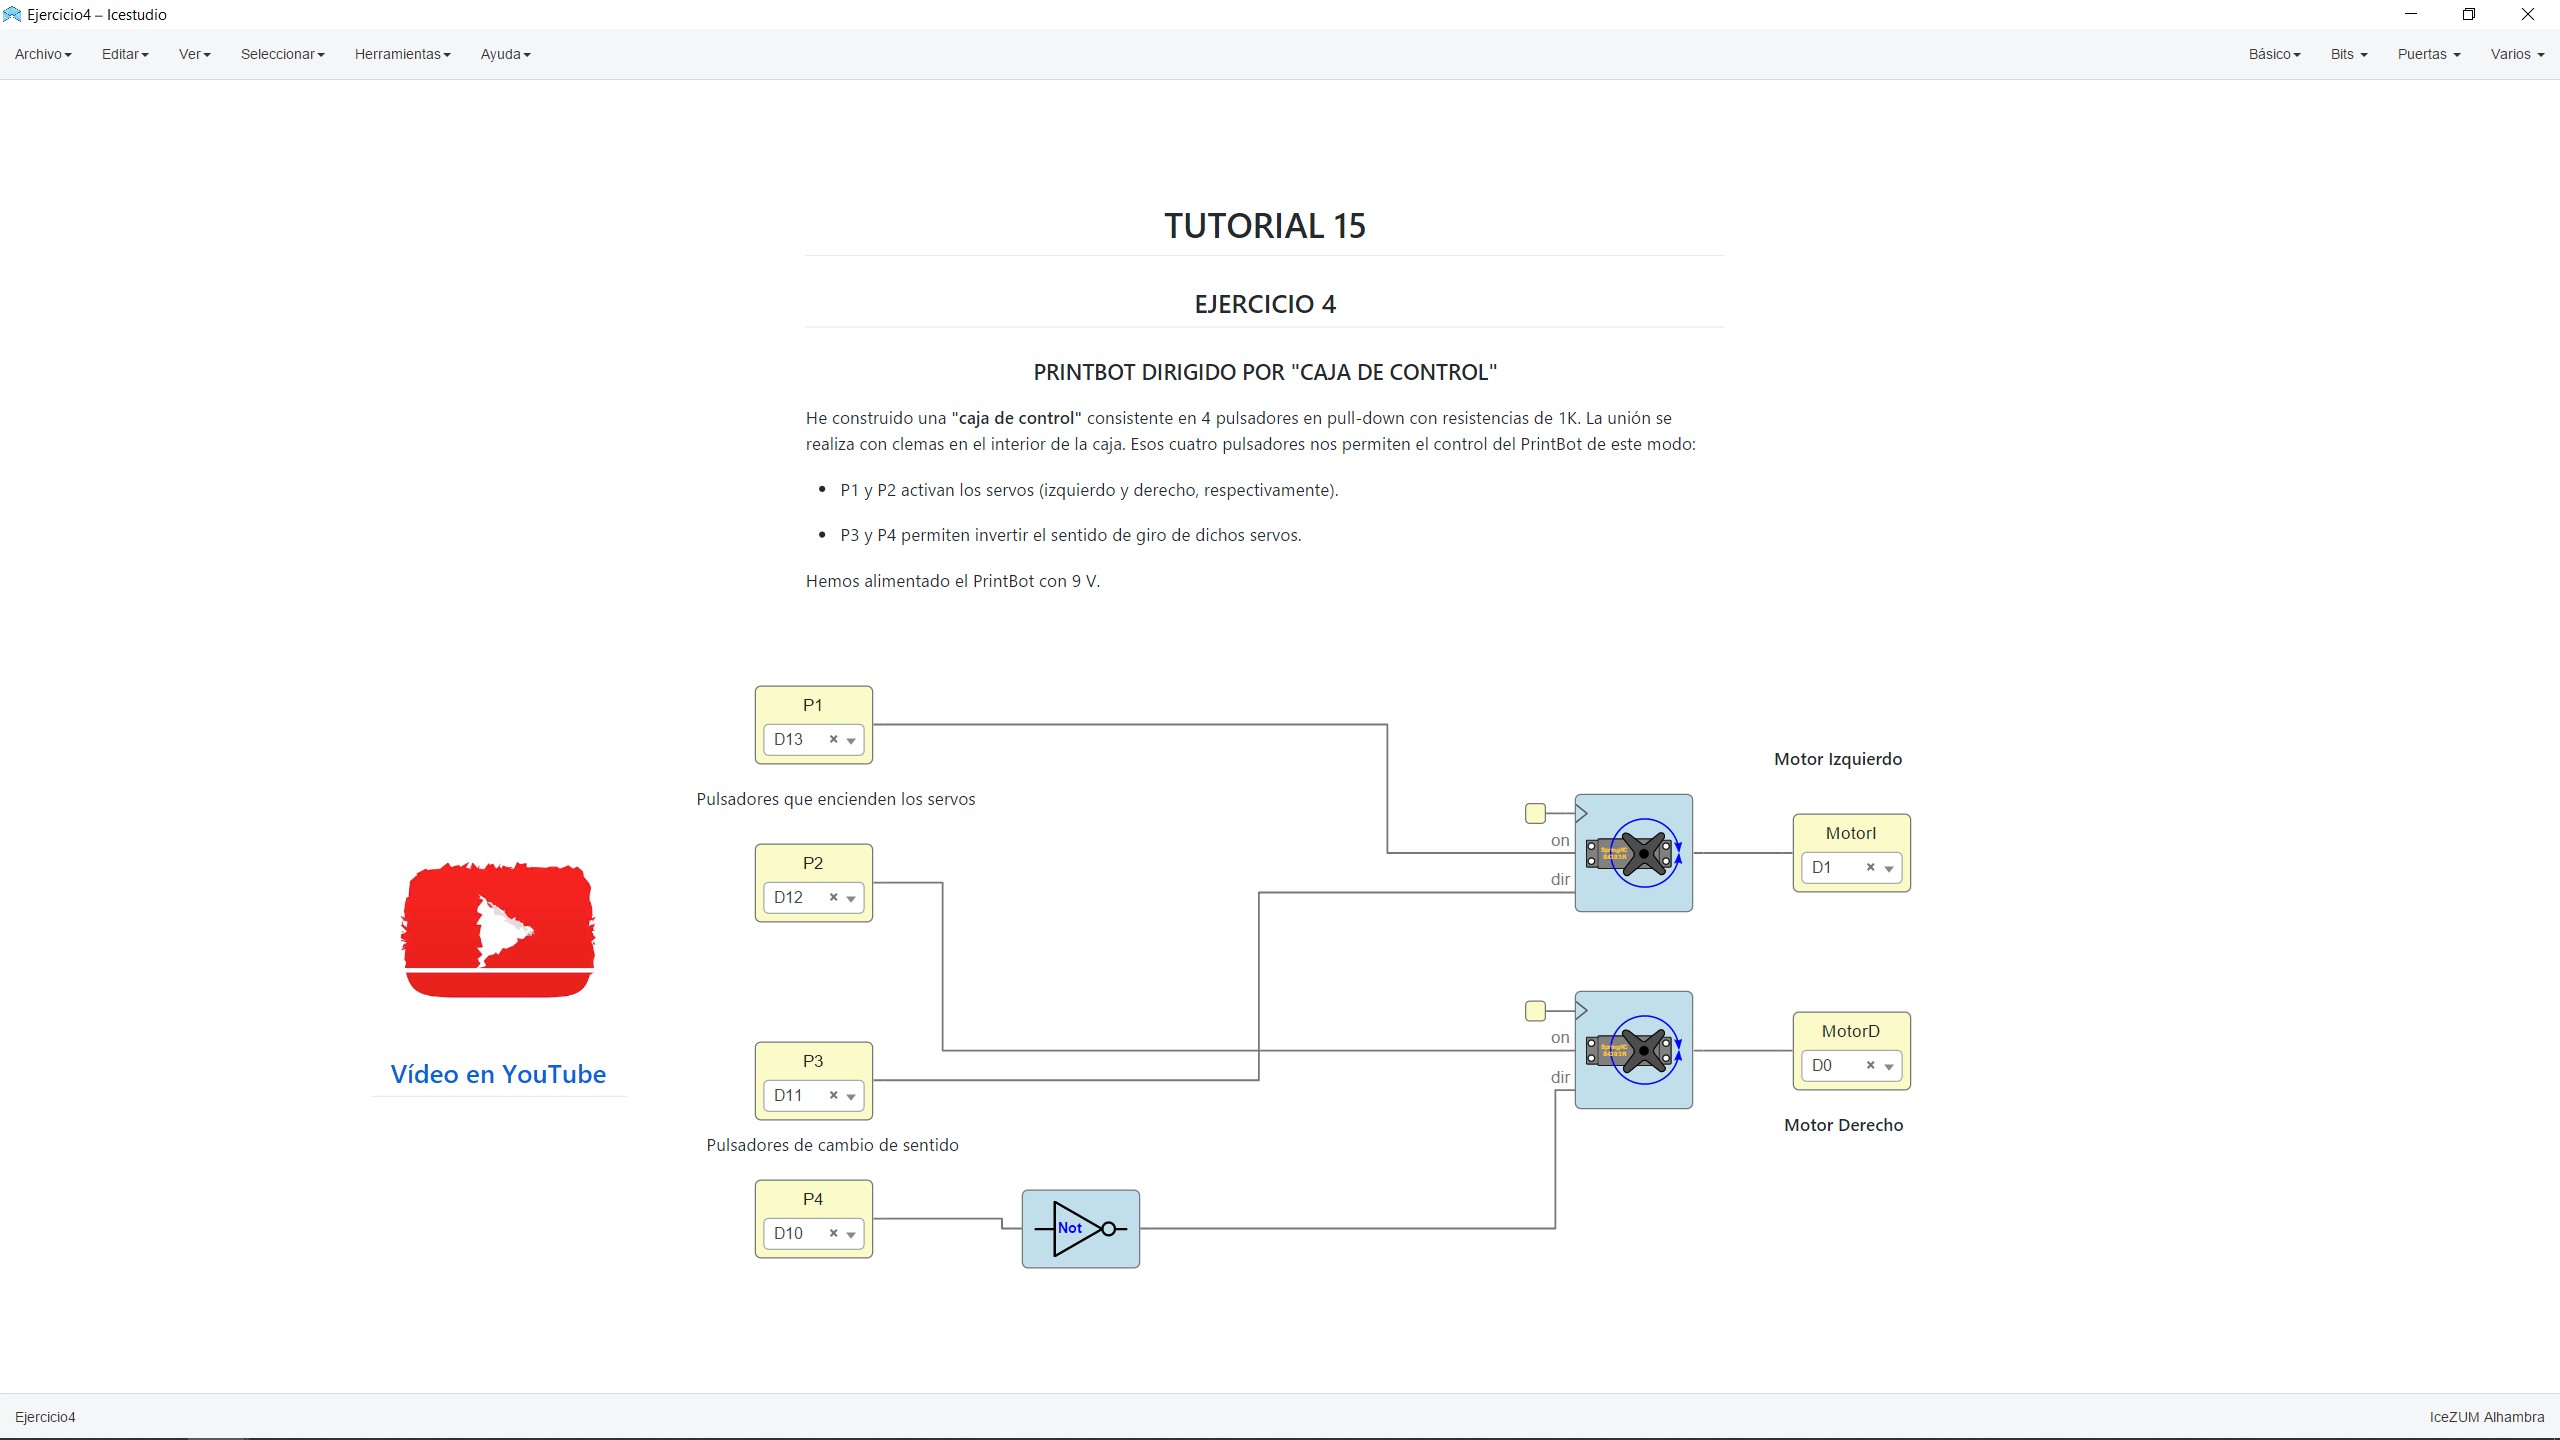 Ejercicio4 – Icestudio
Archivo Editar Ver Seleccionar Herramientas Ayuda Básico Bits Puertas Varios
TUTORIAL 15
EJERCICIO 4
PRINTBOT DIRIGIDO POR "CAJA DE CONTROL"
He construido una "caja de control" consistente en 4 pulsadores en pull-down con resistencias de 1K. La unión se
realiza con clemas en el interior de la caja. Esos cuatro pulsadores nos permiten el control del PrintBot de este modo:
P1 y P2 activan los servos (izquierdo y derecho, respectivamente).
P3 y P4 permiten invertir el sentido de giro de dichos servos.
Hemos alimentado el PrintBot con 9 V.
P1
D13
Pulsadores que encienden los servos
P2
D12
P3
D11
Pulsadores de cambio de sentido
P4
D10
Not
Vídeo en YouTube
Motor Izquierdo
on
dir
MotorI
D1
on
dir
MotorD
D0
Motor Derecho
Ejercicio4
IceZUM Alhambra